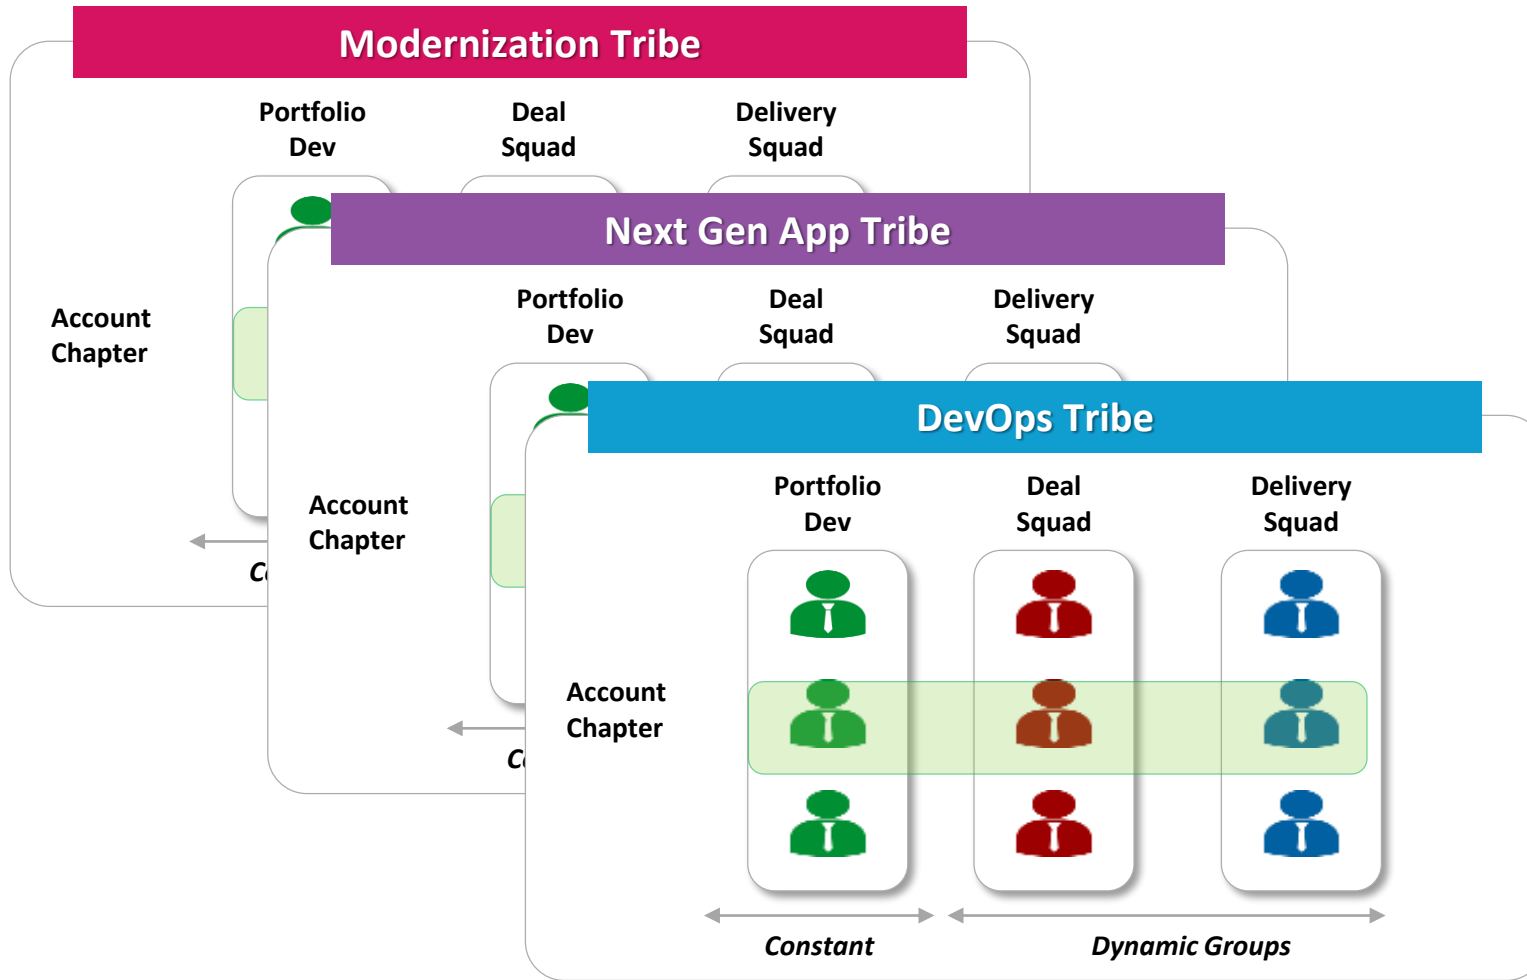 Modernization Tribe
Portfolio
Dev
Deal
Squad
Delivery
Squad
Account
Chapter
Next Gen App Tribe
Portfolio
Dev
Deal
Squad
Delivery
Squad
Account
Chapter
DevOps Tribe
Portfolio
Dev
Deal
Squad
Delivery
Squad
Account
Chapter
Constant
Dynamic Groups